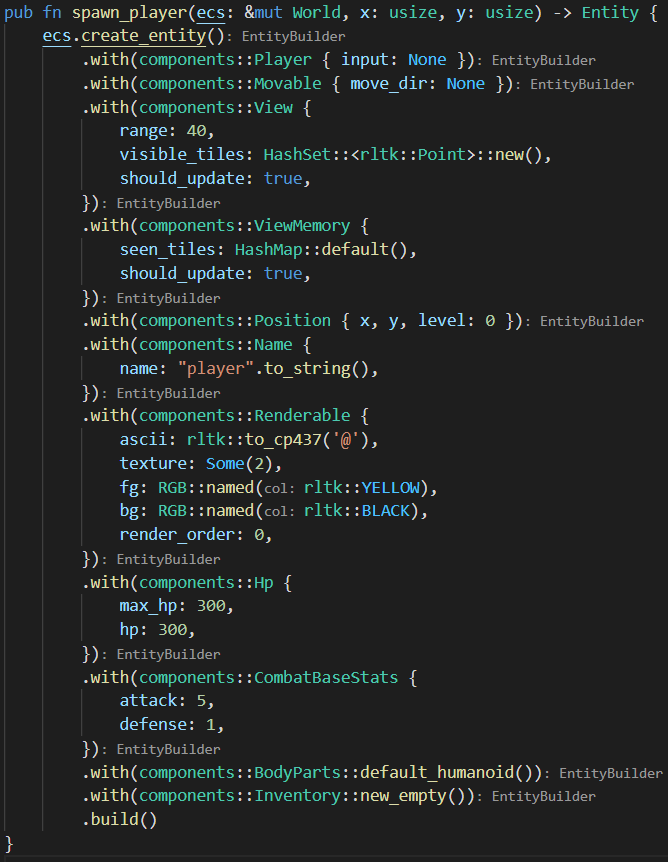 pub fn spawn_player(ecs: &mut World, x: usize, y: usize) -> Entity {
    ecs.create_entity(): EntityBuilder
        .with(components::Player { input: None }): EntityBuilder
        .with(components::Movable { move_dir: None }): EntityBuilder
        .with(components::View {
            range: 40,
            visible_tiles: HashSet::<rltk::Point>::new(),
            should_update: true,
        }): EntityBuilder
        .with(components::ViewMemory {
            seen_tiles: HashMap::default(),
            should_update: true,
        }): EntityBuilder
        .with(components::Position { x, y, level: 0 }): EntityBuilder
        .with(components::Name {
            name: "player".to_string(),
        }): EntityBuilder
        .with(components::Renderable {
            ascii: rltk::to_cp437('@'),
            texture: Some(2),
            fg: RGB::named(col: rltk::YELLOW),
            bg: RGB::named(col: rltk::BLACK),
            render_order: 0,
        }): EntityBuilder
        .with(components::Hp {
            max_hp: 300,
            hp: 300,
        }): EntityBuilder
        .with(components::CombatBaseStats {
            attack: 5,
            defense: 1,
        }): EntityBuilder
        .with(components::BodyParts::default_humanoid()): EntityBuilder
        .with(components::Inventory::new_empty()): EntityBuilder
        .build()
}